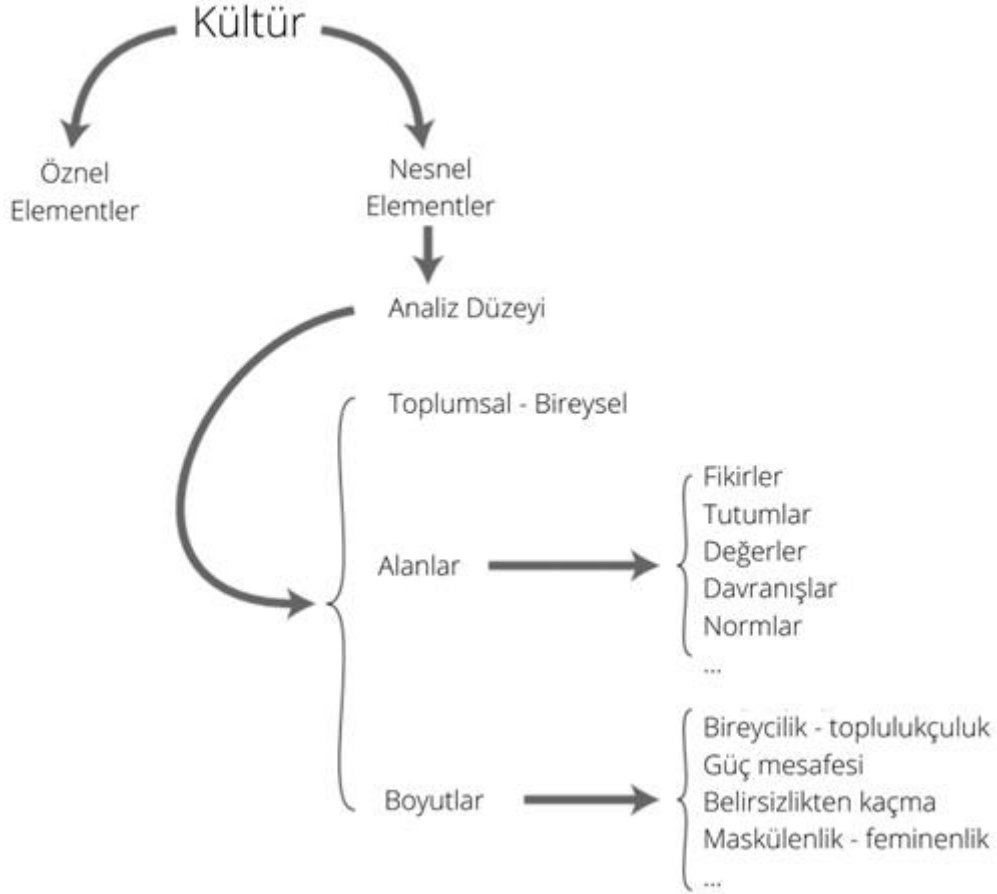 Kültür
Öznel
Elementler
Nesnel
Elementler
Analiz Düzeyi
Toplumsal - Bireysel
Alanlar
Fikirler
Tutumlar
Değerler
Davranışlar
Normlar
...
Boyutlar
Bireycilik - toplulukçuluk
Güç mesafesi
Belirsizlikten kaçma
Maskülenlik - feminenlik
...